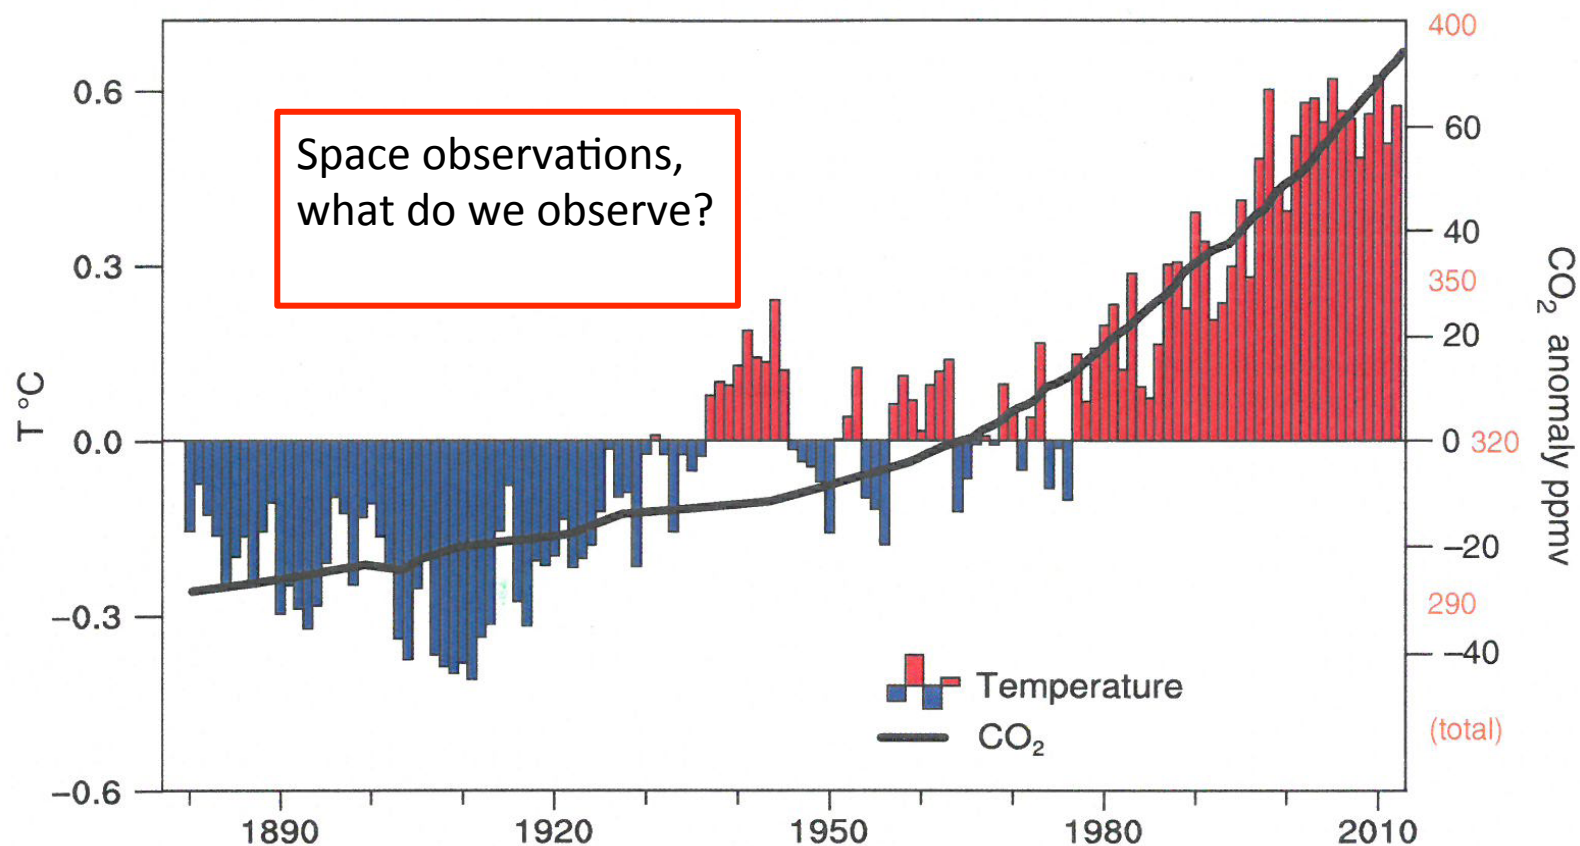 400
0.6
60
Space observations,
what do we observe?
40
0.3
350
20
T °C
CO₂ anomaly ppmv
0.0
0 320
−20
−0.3
290
−40
Temperature
CO₂
(total)
−0.6
1890 1920 1950 1980 2010